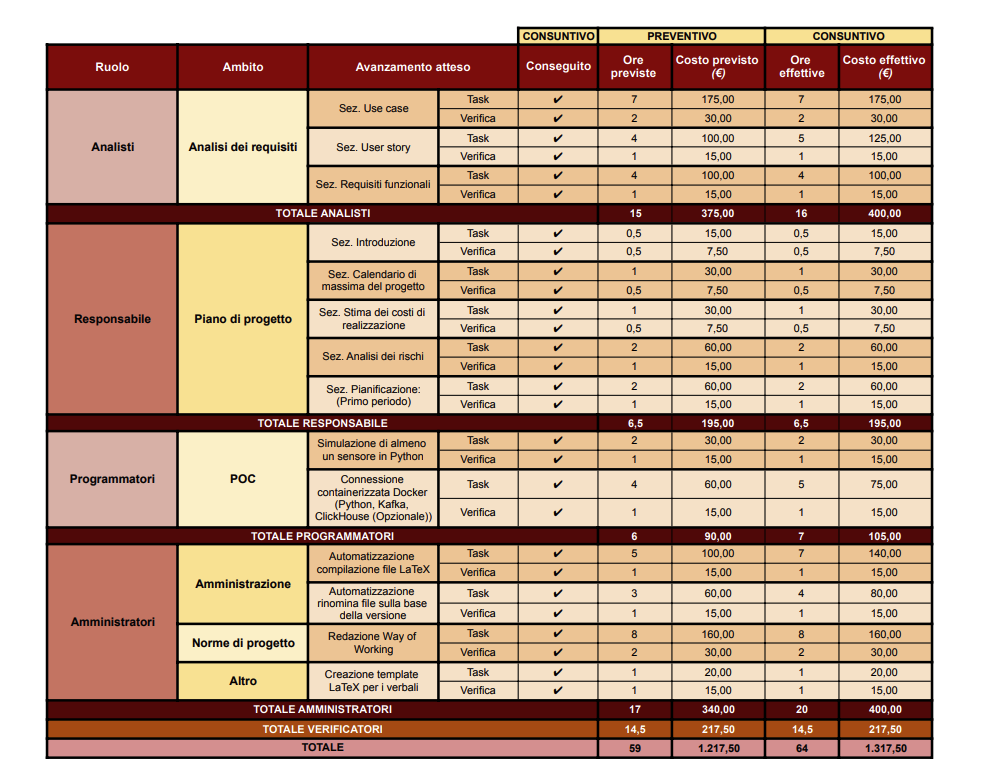 CONSUNTIVO PREVENTIVO CONSUNTIVO
Ruolo Ambito Avanzamento atteso Conseguito Ore previste Costo previsto (€) Ore effettive Costo effettivo (€)
Analisti Analisi dei requisiti
Sez. Use case Task ✔ 7 175,00 7 175,00
Verifica ✔ 2 30,00 2 30,00
Sez. User story Task ✔ 4 100,00 5 125,00
Verifica ✔ 1 15,00 1 15,00
Sez. Requisiti funzionali Task ✔ 4 100,00 4 100,00
Verifica ✔ 1 15,00 1 15,00
TOTALE ANALISTI 15 375,00 16 400,00
Responsabile Piano di progetto
Sez. Introduzione Task ✔ 0,5 15,00 0,5 15,00
Verifica ✔ 0,5 7,50 0,5 7,50
Sez. Calendario di massima del progetto Task ✔ 1 30,00 1 30,00
Verifica ✔ 0,5 7,50 0,5 7,50
Sez. Stima dei costi di realizzazione Task ✔ 1 30,00 1 30,00
Verifica ✔ 0,5 7,50 0,5 7,50
Sez. Analisi dei rischi Task ✔ 2 60,00 2 60,00
Verifica ✔ 1 15,00 1 15,00
Sez. Pianificazione: (Primo periodo) Task ✔ 2 60,00 2 60,00
Verifica ✔ 1 15,00 1 15,00
TOTALE RESPONSABILE 6,5 195,00 6,5 195,00
Programmatori POC
Simulazione di almeno un sensore in Python Task ✔ 2 30,00 2 30,00
Verifica ✔ 1 15,00 1 15,00
Connessione containerizzata Docker (Python, Kafka, ClickHouse (Opzionale)) Task ✔ 4 60,00 5 75,00
Verifica ✔ 1 15,00 1 15,00
TOTALE PROGRAMMATORI 6 90,00 7 105,00
Amministratori
Amministrazione
Automatizzazione compilazione file LaTeX Task ✔ 5 100,00 7 140,00
Verifica ✔ 1 15,00 1 15,00
Automatizzazione rinomina file sulla base della versione Task ✔ 3 60,00 4 80,00
Verifica ✔ 1 15,00 1 15,00
Norme di progetto
Redazione Way of Working Task ✔ 8 160,00 8 160,00
Verifica ✔ 2 30,00 2 30,00
Altro
Creazione template LaTeX per i verbali Task ✔ 1 20,00 1 20,00
Verifica ✔ 1 15,00 1 15,00
TOTALE AMMINISTRATORI 17 340,00 20 400,00
TOTALE VERIFICATORI 14,5 217,50 14,5 217,50
TOTALE 59 1.217,50 64 1.317,50